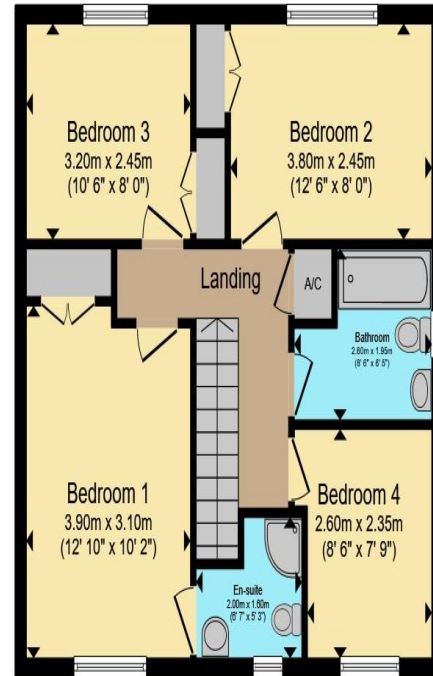 Bedroom 3
3.20m x 2.45m
(10' 6" x 8' 0")
Bedroom 2
3.80m x 2.45m
(12' 6" x 8' 0")
Landing
A/C
Bathroom
2.60m x 1.95m
(8' 6" x 6' 5")
Bedroom 1
3.90m x 3.10m
(12' 10" x 10' 2")
Bedroom 4
2.60m x 2.35m
(8' 6" x 7' 9")
En-suite
2.00m x 1.60m
(6' 7" x 5' 3")